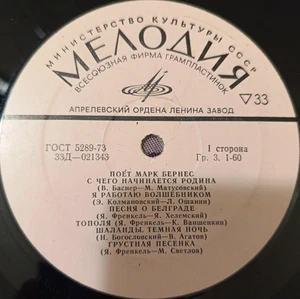 МИНИСТЕРСТВО КУЛЬТУРЫ СССР
МЕЛОДИЯ
ВСЕСОЮЗНАЯ ФИРМА ГРАМПЛАСТИНОК
▽33
АПРЕЛЕВСКИЙ ОРДЕНА ЛЕНИНА ЗАВОД
ГОСТ 5289-73
33Д—021343
1 сторона
Гр. 3. 1-60
ПОЁТ МАРК БЕРНЕС
С ЧЕГО НАЧИНАЕТСЯ РОДИНА
(В. Баснер—М. Матусовский)
Я РАБОТАЮ ВОЛШЕБНИКОМ
(Э. Колмановский—Л. Ошанин)
ПЕСНЯ О БЕЛГРАДЕ
(Я. Френкель—Я. Хелемский)
ТОПОЛЯ (Я. Френкель—К. Ваншенкин)
ШАЛАНДЫ, ТЕМНАЯ НОЧЬ
(Н. Богословский—В. Агатов)
ГРУСТНАЯ ПЕСЕНКА
(Я. Френкель—М. Светлов)